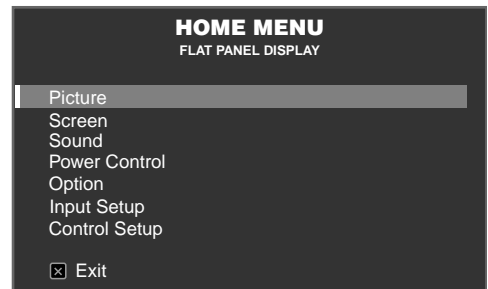 HOME MENU
FLAT PANEL DISPLAY
Picture
Screen
Sound
Power Control
Option
Input Setup
Control Setup
Exit